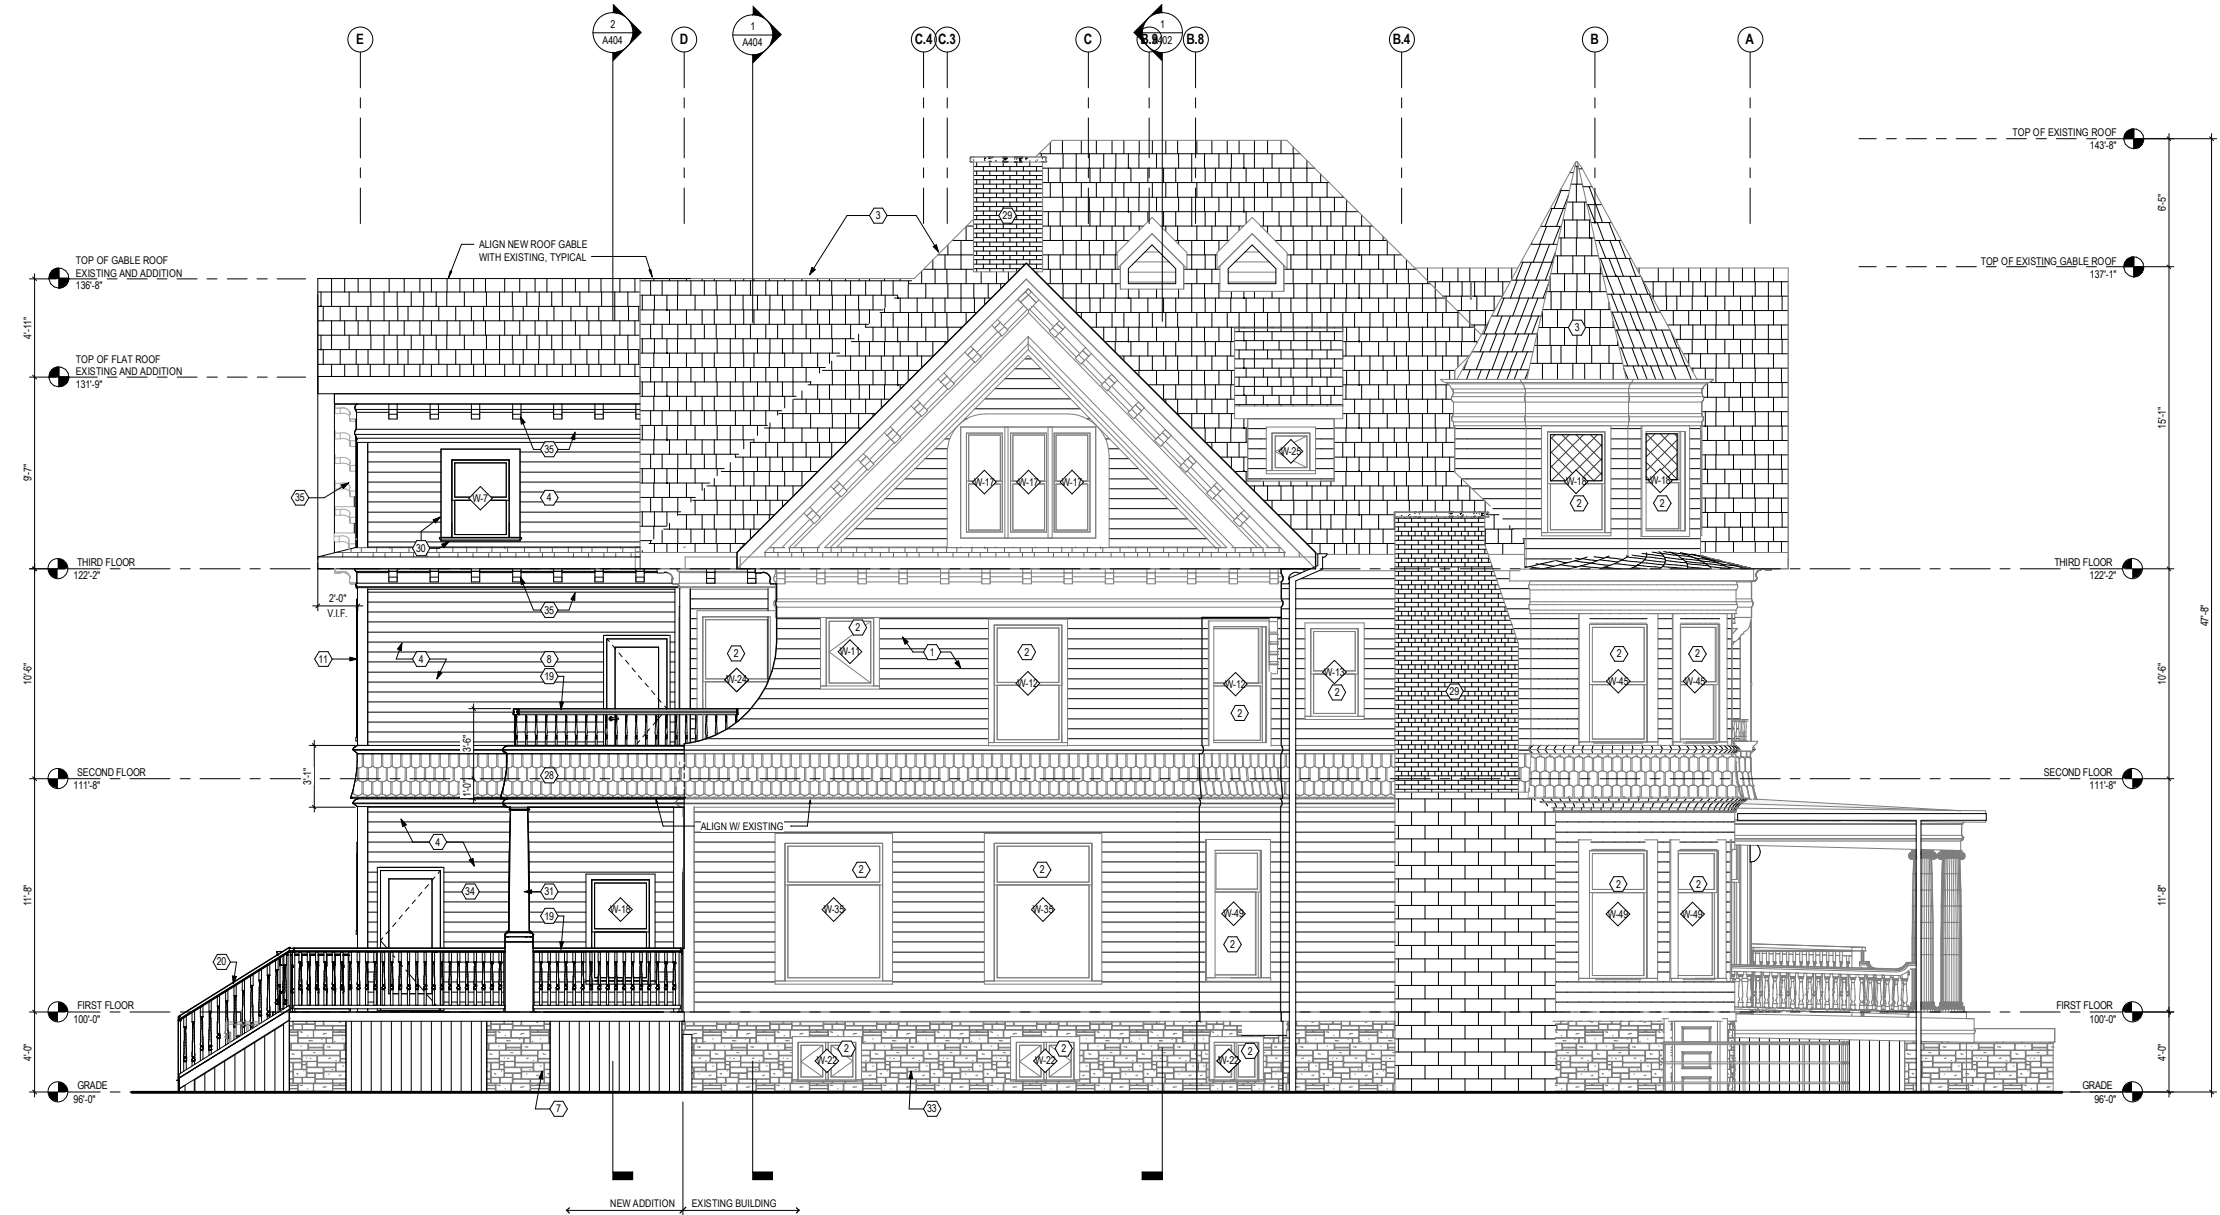 E
2
A404
D
1
A404
C.4
C.3
C
B.9
1
A402
B.8
B.4
B
A
TOP OF EXISTING ROOF
143'-8"
6'-5"
3
29
ALIGN NEW ROOF GABLE
WITH EXISTING, TYPICAL
TOP OF GABLE ROOF
EXISTING AND ADDITION
136'-8"
TOP OF EXISTING GABLE ROOF
137'-1"
4'-11"
3
TOP OF FLAT ROOF
EXISTING AND ADDITION
131'-9"
15'-1"
35
W-25
9'-7"
35
W-7
4
W-17
W-17
W-17
W-18
W-18
2
2
30
THIRD FLOOR
122'-2"
THIRD FLOOR
122'-2"
2'-0"
V.I.F.
35
47'-8"
11
4
8
19
2
W-24
2
W-11
1
2
W-12
W-12
2
W-13
2
29
2
W-45
2
W-45
10'-6"
10'-6"
3'-6"
SECOND FLOOR
111'-8"
3'-1"
1'-0"
28
SECOND FLOOR
111'-8"
ALIGN W/ EXISTING
4
34
31
19
W-18
2
W-35
2
W-35
W-49
2
2
W-49
2
W-49
11'-8"
11'-8"
20
FIRST FLOOR
100'-0"
FIRST FLOOR
100'-0"
4'-0"
W-22
2
W-22
2
W-22
2
4'-0"
GRADE
96'-0"
7
33
GRADE
96'-0"
NEW ADDITION
EXISTING BUILDING